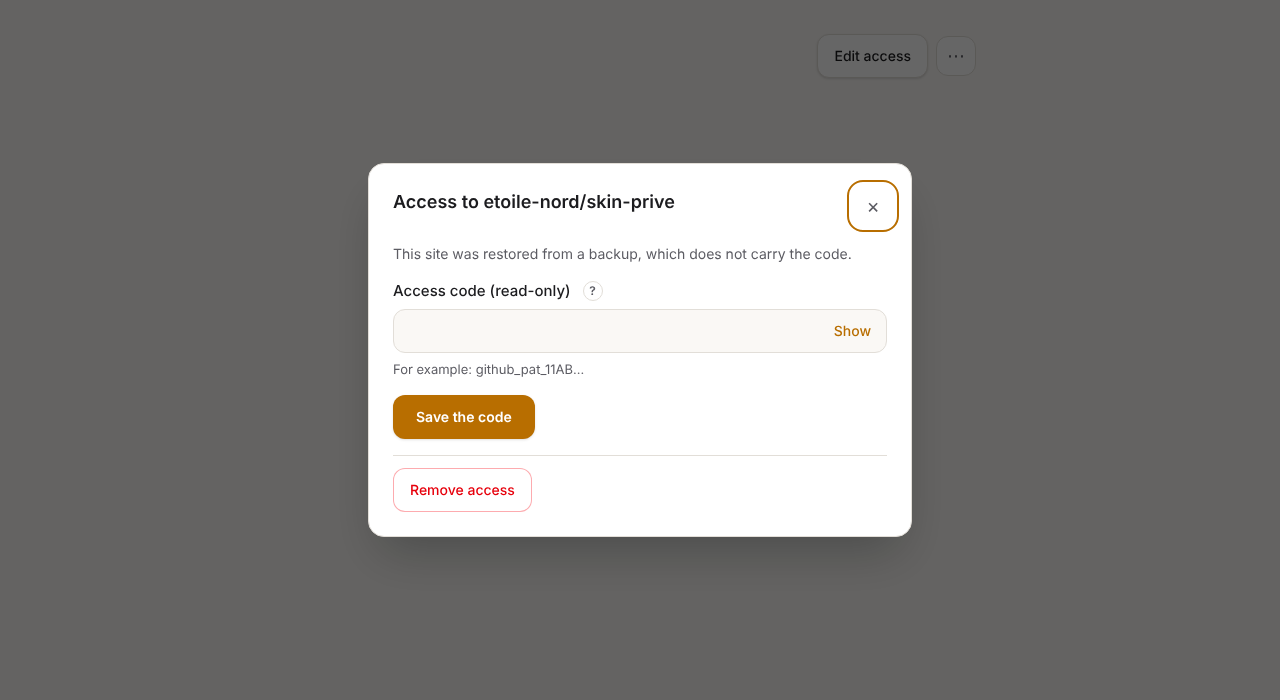 Edit access
⋯
Access to etoile-nord/skin-prive
×
This site was restored from a backup, which does not carry the code.
Access code (read-only) ?
Show
For example: github_pat_11AB…
Save the code
Remove access